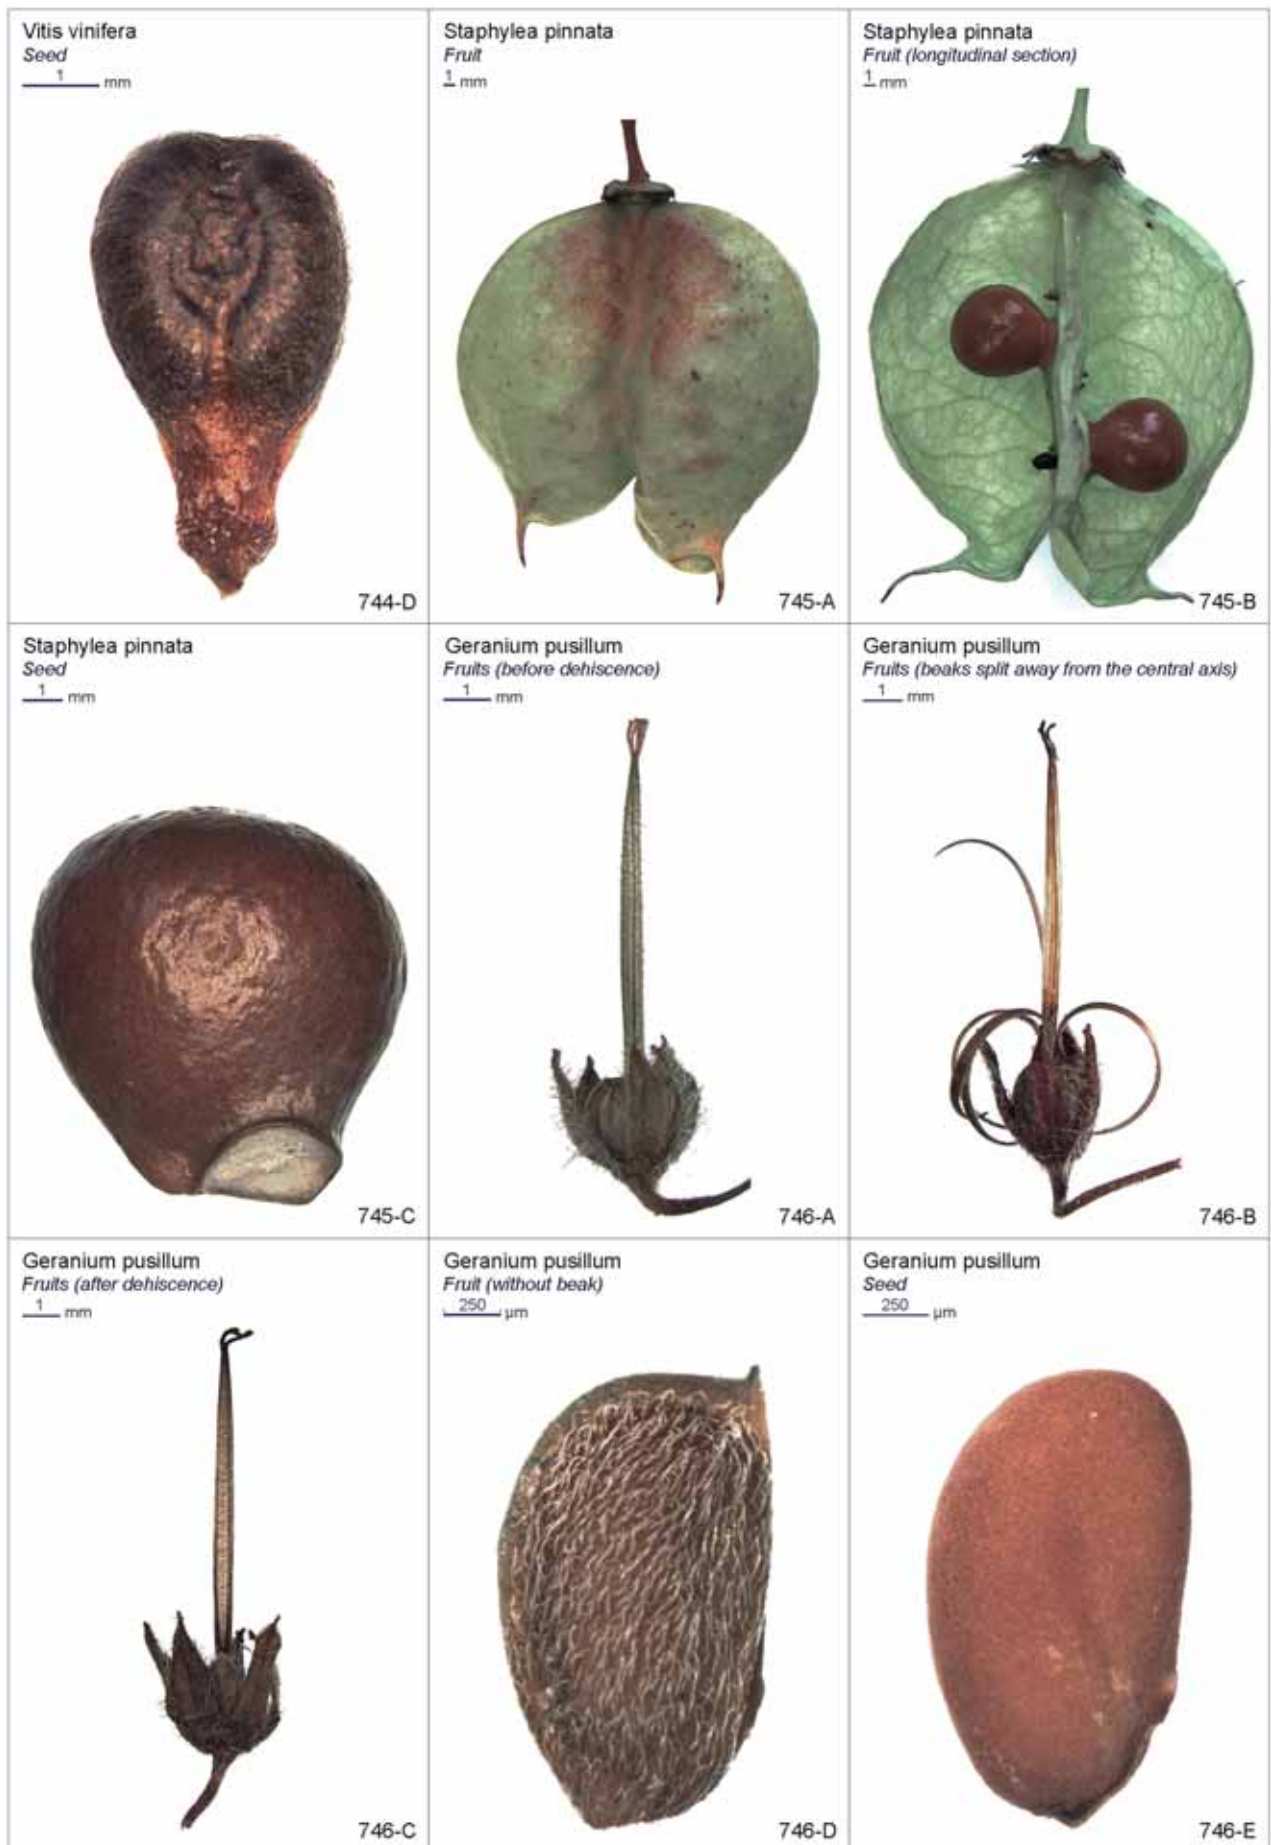 Vitis vinifera
Seed
1 mm
744-D
Staphylea pinnata
Fruit
1 mm
745-A
Staphylea pinnata
Fruit (longitudinal section)
1 mm
745-B
Staphylea pinnata
Seed
1 mm
745-C
Geranium pusillum
Fruits (before dehiscence)
1 mm
746-A
Geranium pusillum
Fruits (beaks split away from the central axis)
1 mm
746-B
Geranium pusillum
Fruits (after dehiscence)
1 mm
746-C
Geranium pusillum
Fruit (without beak)
250 µm
746-D
Geranium pusillum
Seed
250 µm
746-E